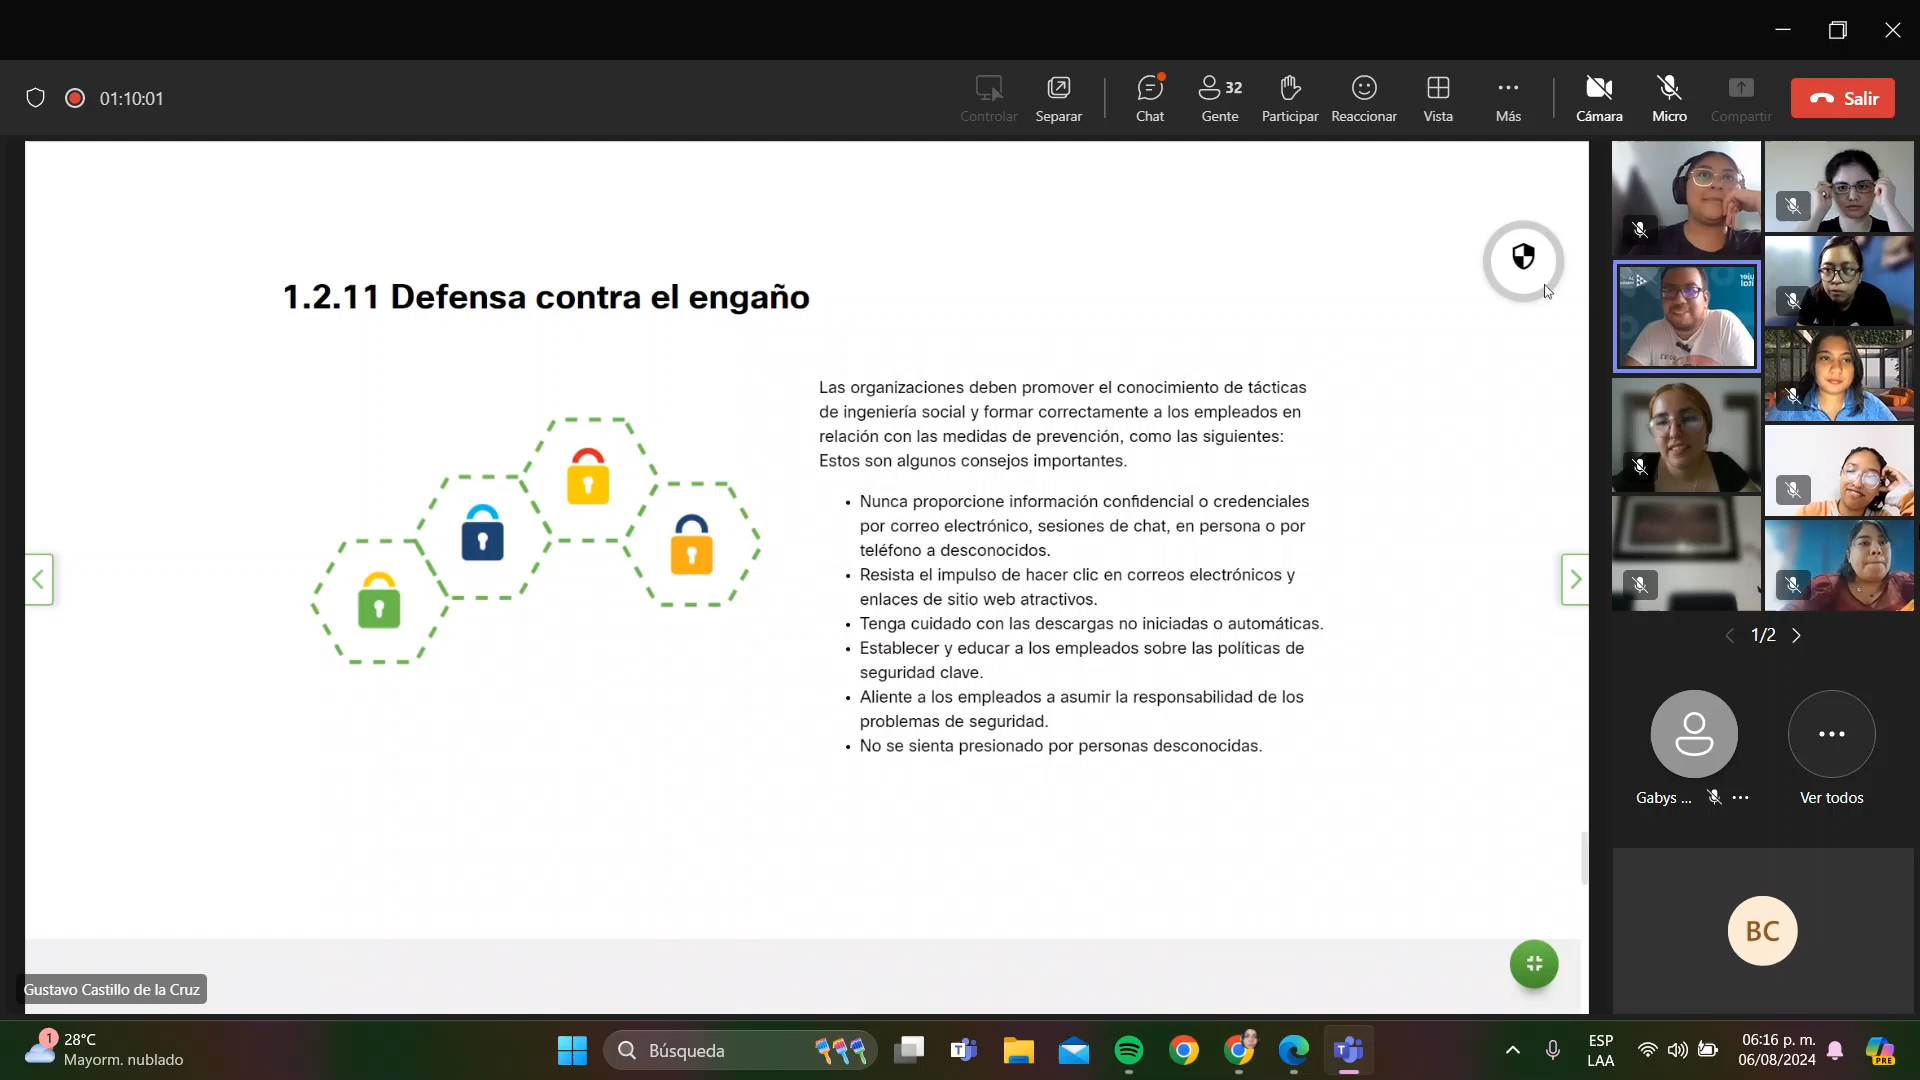 01:10:01
Controlar
Separar
Chat
32
Gente
Participar
Reaccionar
Vista
Más
Cámara
Micro
Compartir
Salir
1.2.11 Defensa contra el engaño
Las organizaciones deben promover el conocimiento de tácticas
de ingeniería social y formar correctamente a los empleados en
relación con las medidas de prevención, como las siguientes:
Estos son algunos consejos importantes.
• Nunca proporcione información confidencial o credenciales
por correo electrónico, sesiones de chat, en persona o por
teléfono a desconocidos.
• Resista el impulso de hacer clic en correos electrónicos y
enlaces de sitio web atractivos.
• Tenga cuidado con las descargas no iniciadas o automáticas.
• Establecer y educar a los empleados sobre las políticas de
seguridad clave.
• Aliente a los empleados a asumir la responsabilidad de los
problemas de seguridad.
• No se sienta presionado por personas desconocidas.
Gustavo Castillo de la Cruz
1/2
Gabys ...
Ver todos
BC
1
28°C
Mayorm. nublado
Búsqueda
ESP
LAA
06:16 p. m.
06/08/2024
PRE